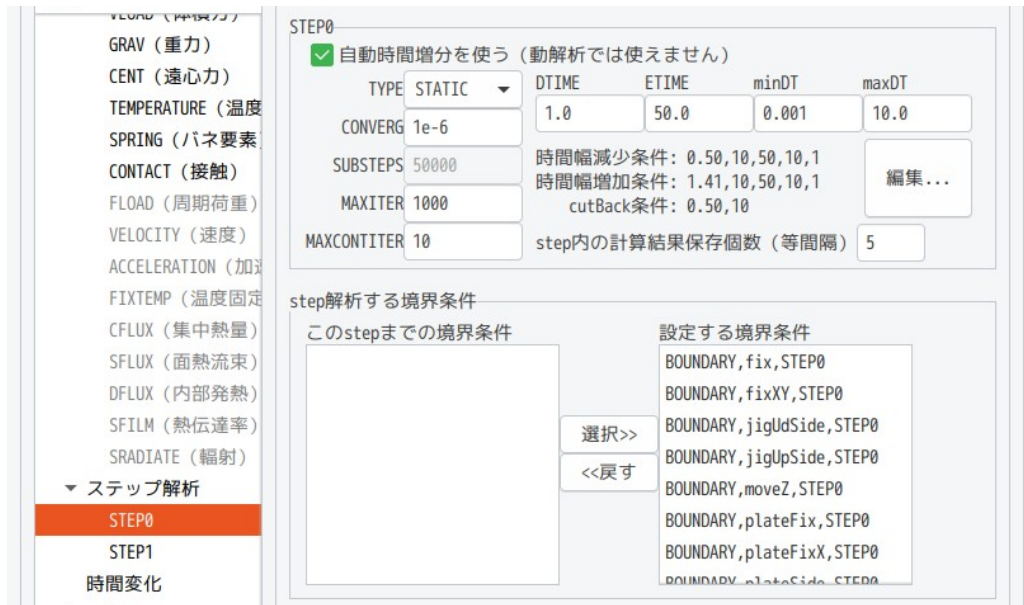 GRAV (重力)
CENT (遠心力)
TEMPERATURE (温度
SPRING (バネ要素
CONTACT (接触)
FLOAD (周期荷重)
VELOCITY (速度)
ACCELERATION (加速
FIXTEMP (温度固定
CFLUX (集中熱量)
SFLUX (面熱流束)
DFLUX (内部発熱)
SFILM (熱伝達率)
SRADIATE (輻射)
ステップ解析
STEP0
STEP1
時間変化
STEP0
自動時間増分を使う (動解析では使えません)
TYPE STATIC
CONVERG 1e-6
SUBSTEPS 50000
MAXITER 1000
MAXCONTITER 10
DTIME ETIME minDT maxDT
1.0 50.0 0.001 10.0
時間幅減少条件: 0.50,10,50,10,1
時間幅増加条件: 1.41,10,50,10,1
cutBack条件: 0.50,10
編集...
step内の計算結果保存個数 (等間隔) 5
step解析する境界条件
このstepまでの境界条件
選択>>
<<戻す
設定する境界条件
BOUNDARY,fix,STEP0
BOUNDARY,fixXY,STEP0
BOUNDARY,jigUdSide,STEP0
BOUNDARY,jigUpSide,STEP0
BOUNDARY,moveZ,STEP0
BOUNDARY,plateFix,STEP0
BOUNDARY,plateFixX,STEP0
BOUNDARY,plateSide,STEP0